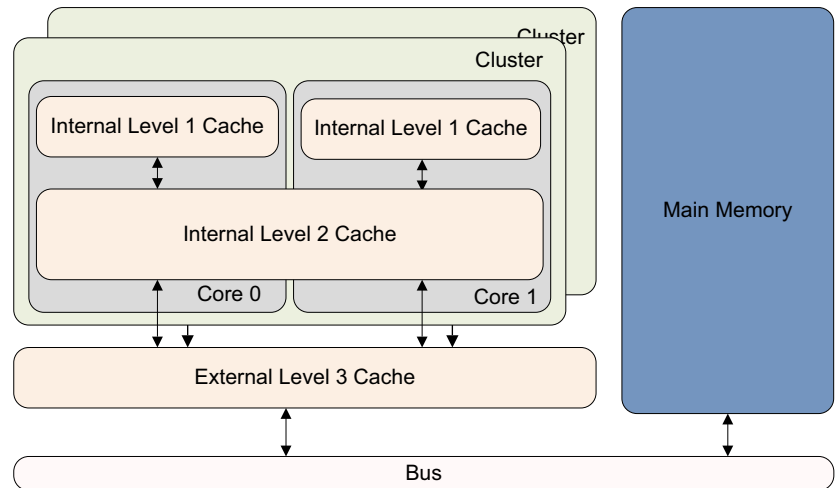 Cluster
Cluster
Internal Level 1 Cache
Internal Level 1 Cache
Internal Level 2 Cache
Core 0
Core 1
External Level 3 Cache
Main Memory
Bus